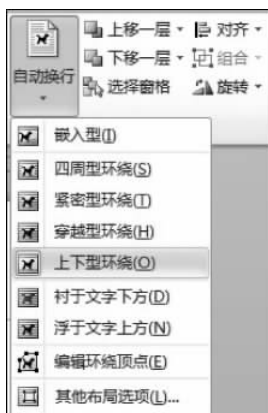 上移一层 对齐
下移一层 组合
自动换行 选择窗格 旋转
嵌入型(I)
四周型环绕(S)
紧密型环绕(T)
穿越型环绕(H)
上下型环绕(O)
衬于文字下方(D)
浮于文字上方(N)
编辑环绕顶点(E)
其他布局选项(L)...